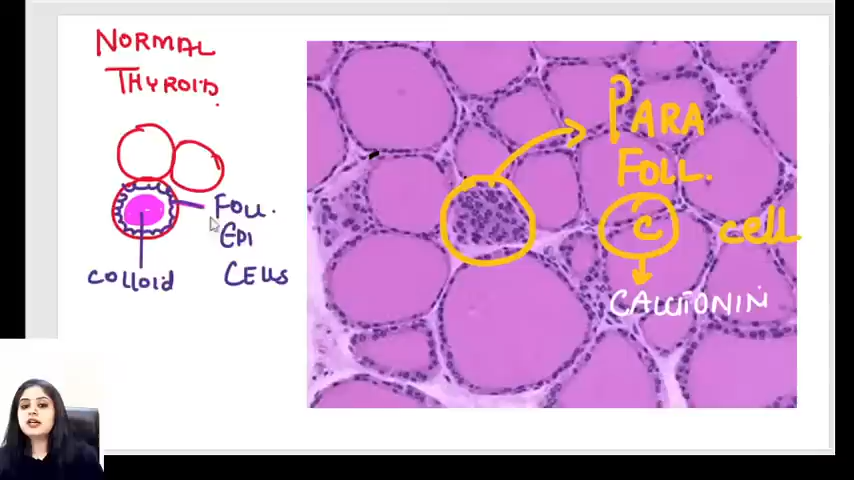 NORMAL
THYROID
FOLL.
EPI
CELLS
COLLOID
PARA
FOLL.
C cell
CALCITONIN